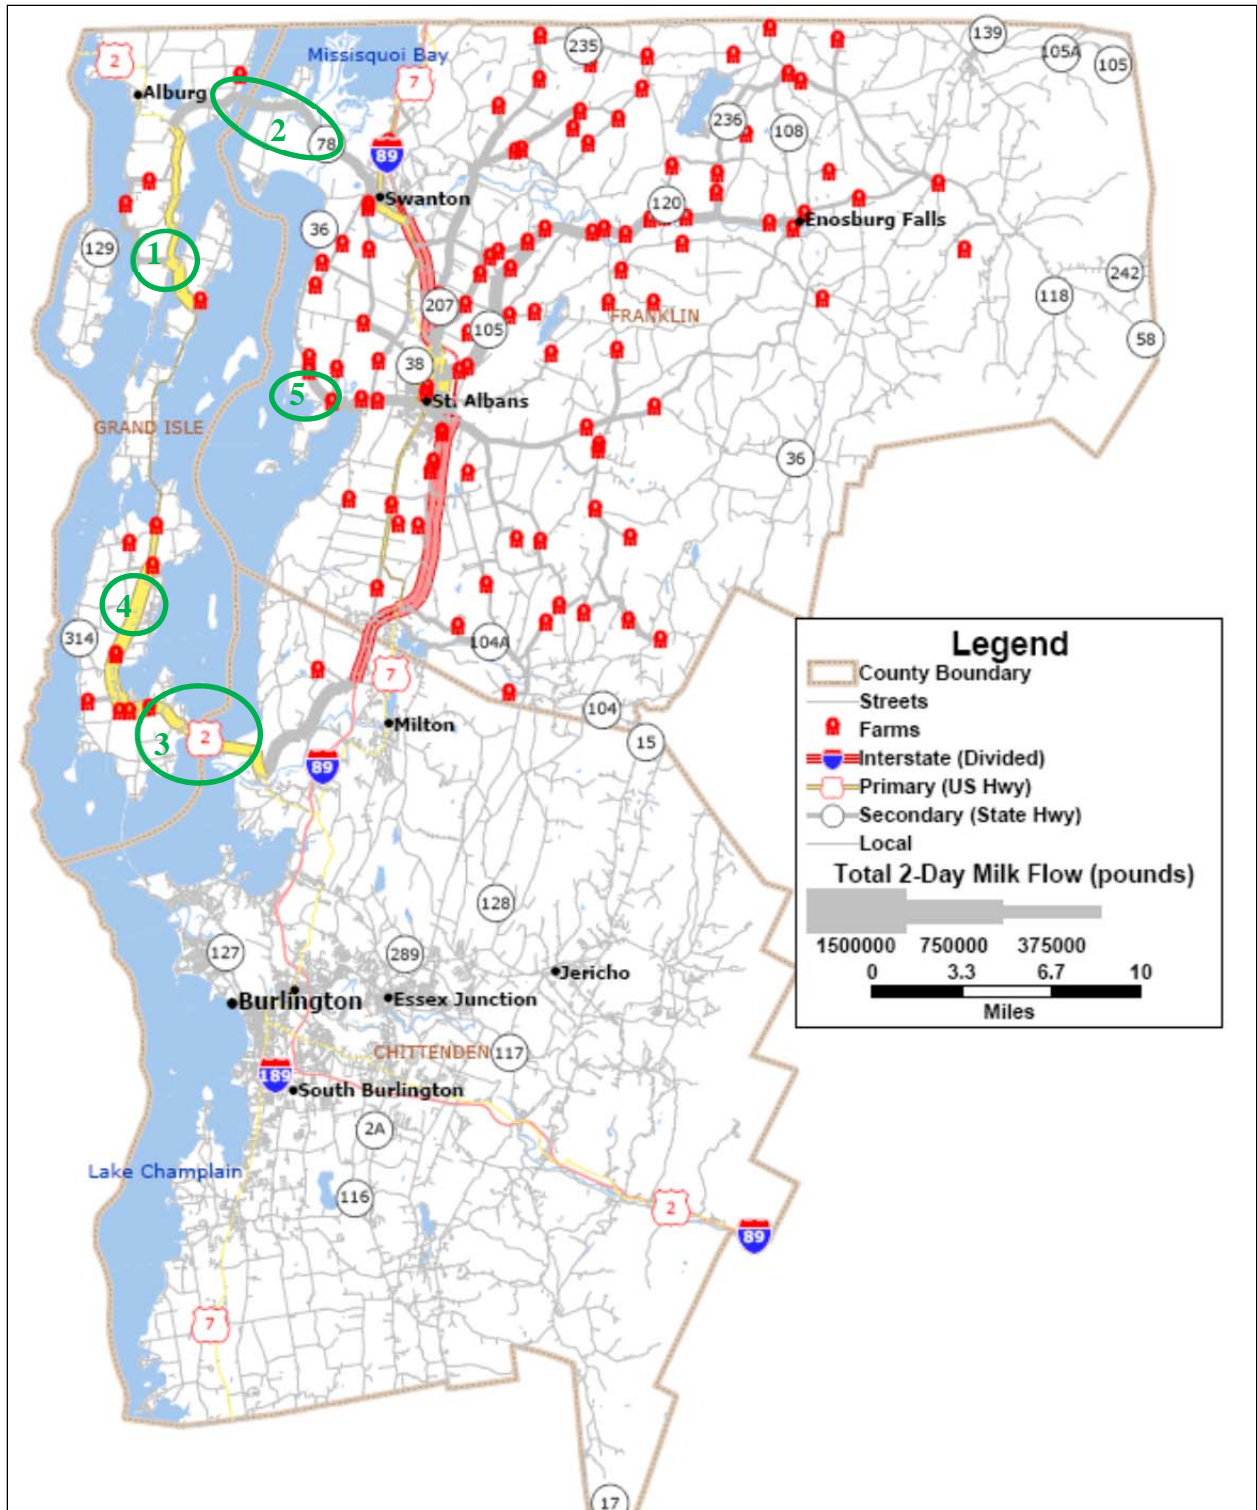 139
235
2
Missisquoi Bay
105A
105
7
Alburg
236
108
2
78
89
Swanton
120
Enosburg Falls
36
129
1
242
118
207
FRANKLIN
105
58
38
5
St. Albans
GRAND ISLE
36
4
314
104A
7
104
Milton
15
3
2
89
Legend
County Boundary
Streets
Farms
Interstate (Divided)
Primary (US Hwy)
Secondary (State Hwy)
Local
Total 2-Day Milk Flow (pounds)
1500000 750000 375000
0 3.3 6.7 10
Miles
128
127
289
Jericho
Burlington
Essex Junction
CHITTENDEN
117
189
South Burlington
2A
Lake Champlain
116
2
89
7
17